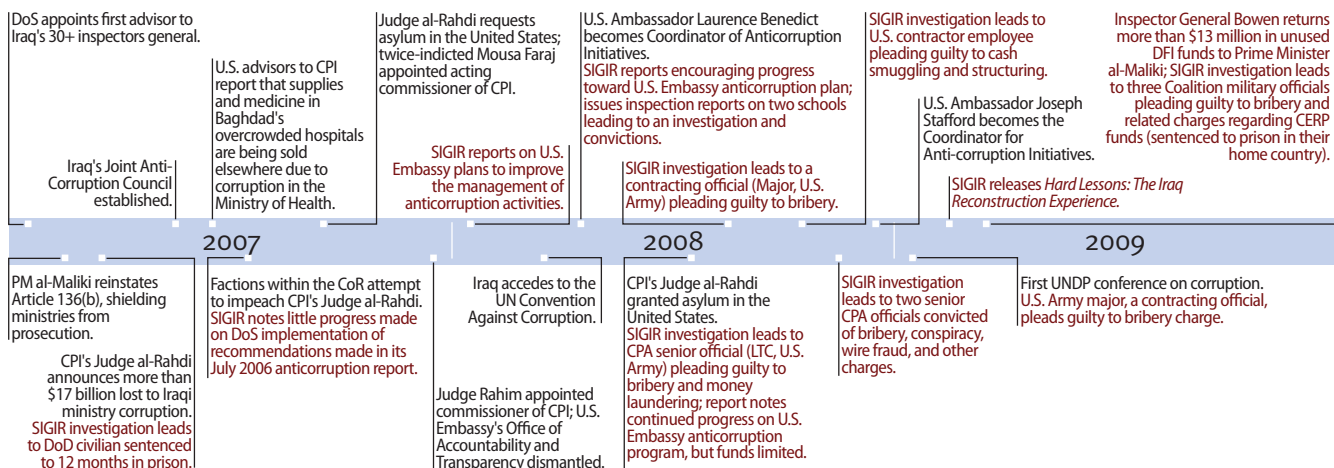 DoS appoints first advisor to
Iraq's 30+ inspectors general.
Iraq's Joint Anti-
Corruption Council
established.
U.S. advisors to CPI
report that supplies
and medicine in
Baghdad's
overcrowded hospitals
are being sold
elsewhere due to
corruption in the
Ministry of Health.
Judge al-Rahdi requests
asylum in the United States;
twice-indicted Mousa Faraj
appointed acting
commissioner of CPI.
SIGIR reports on U.S.
Embassy plans to improve
the management of
anticorruption activities.
U.S. Ambassador Laurence Benedict
becomes Coordinator of Anticorruption
Initiatives.
SIGIR reports encouraging progress
toward U.S. Embassy anticorruption plan;
issues inspection reports on two schools
leading to an investigation and
convictions.
SIGIR investigation leads to a
contracting official (Major, U.S.
Army) pleading guilty to bribery.
SIGIR investigation leads to
U.S. contractor employee
pleading guilty to cash
smuggling and structuring.
U.S. Ambassador Joseph
Stafford becomes the
Coordinator for
Anti-corruption Initiatives.
SIGIR releases Hard Lessons: The Iraq
Reconstruction Experience.
Inspector General Bowen returns
more than $13 million in unused
DFI funds to Prime Minister
al-Maliki; SIGIR investigation leads
to three Coalition military officials
pleading guilty to bribery and
related charges regarding CERP
funds (sentenced to prison in their
home country).
2007
2008
2009
PM al-Maliki reinstates
Article 136(b), shielding
ministries from
prosecution.
CPI's Judge al-Rahdi
announces more than
$17 billion lost to Iraqi
ministry corruption.
SIGIR investigation leads
to DoD civilian sentenced
to 12 months in prison.
Factions within the CoR attempt
to impeach CPI's Judge al-Rahdi.
SIGIR notes little progress made
on DoS implementation of
recommendations made in its
July 2006 anticorruption report.
Judge Rahim appointed
commissioner of CPI; U.S.
Embassy's Office of
Accountability and
Transparency dismantled.
Iraq accedes to the
UN Convention
Against Corruption.
CPI's Judge al-Rahdi
granted asylum in the
United States.
SIGIR investigation leads to
CPA senior official (LTC, U.S.
Army) pleading guilty to
bribery and money
laundering; report notes
continued progress on U.S.
Embassy anticorruption
program, but funds limited.
SIGIR investigation
leads to two senior
CPA officials convicted
of bribery, conspiracy,
wire fraud, and other
charges.
First UNDP conference on corruption.
U.S. Army major, a contracting official,
pleads guilty to bribery charge.